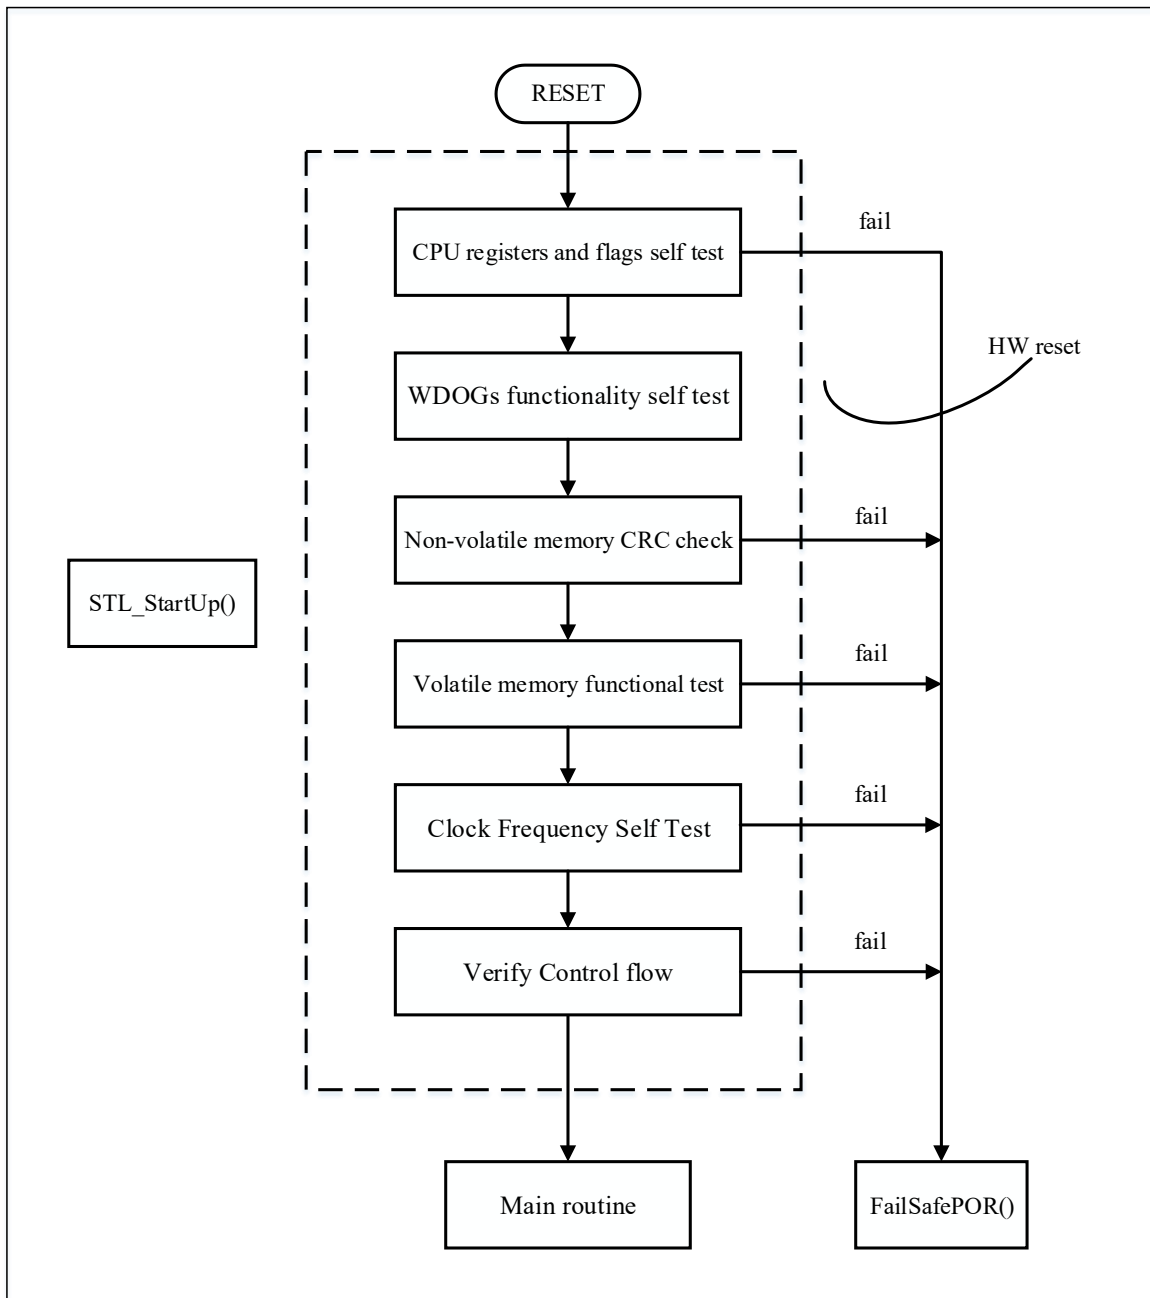 RESET
CPU registers and flags self test
fail
HW reset
WDOGs functionality self test
Non-volatile memory CRC check
fail
STL_StartUp()
Volatile memory functional test
fail
Clock Frequency Self Test
fail
Verify Control flow
fail
Main routine
FailSafePOR()